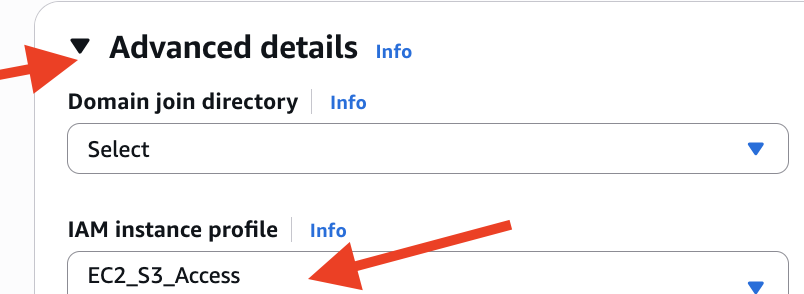 Advanced details Info
Domain join directory Info
Select
IAM instance profile Info
EC2_S3_Access